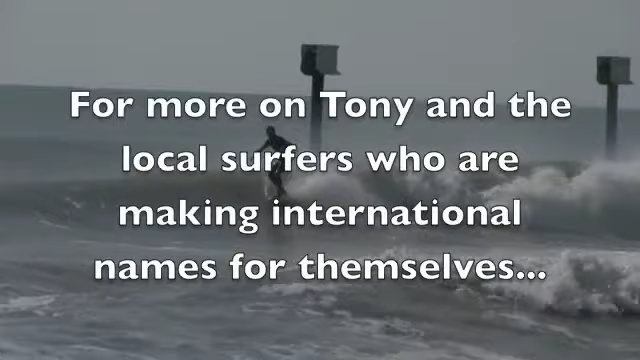 For more on Tony and the
local surfers who are
making international
names for themselves...